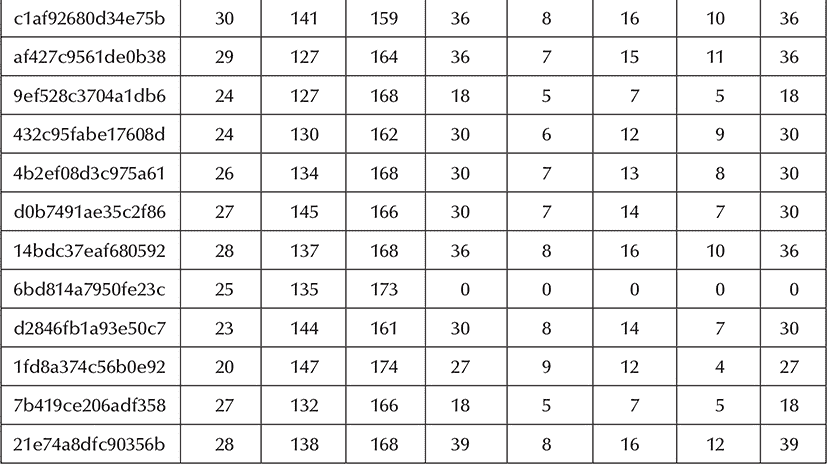 c1af92680d34e75b 30 141 159 36 8 16 10 36
af427c9561de0b38 29 127 164 36 7 15 11 36
9ef528c3704a1db6 24 127 168 18 5 7 5 18
432c95fabe17608d 24 130 162 30 6 12 9 30
4b2ef08d3c975a61 26 134 168 30 7 13 8 30
d0b7491ae35c2f86 27 145 166 30 7 14 7 30
14bdc37eaf680592 28 137 168 36 8 16 10 36
6bd814a7950fe23c 25 135 173 0 0 0 0 0
d2846fb1a93e50c7 23 144 161 30 8 14 7 30
1fd8a374c56b0e92 20 147 174 27 9 12 4 27
7b419ce206adf358 27 132 166 18 5 7 5 18
21e74a8dfc90356b 28 138 168 39 8 16 12 39